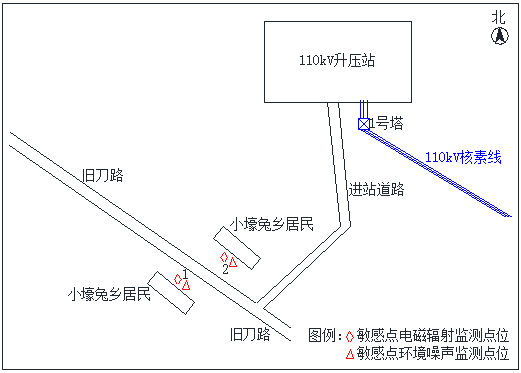 北
110kV升压站
1号塔
110kV核素线
旧刀路
进站道路
小壕兔乡居民
2
1
小壕兔乡居民
旧刀路
图例：◇敏感点电磁辐射监测点位
△敏感点环境噪声监测点位